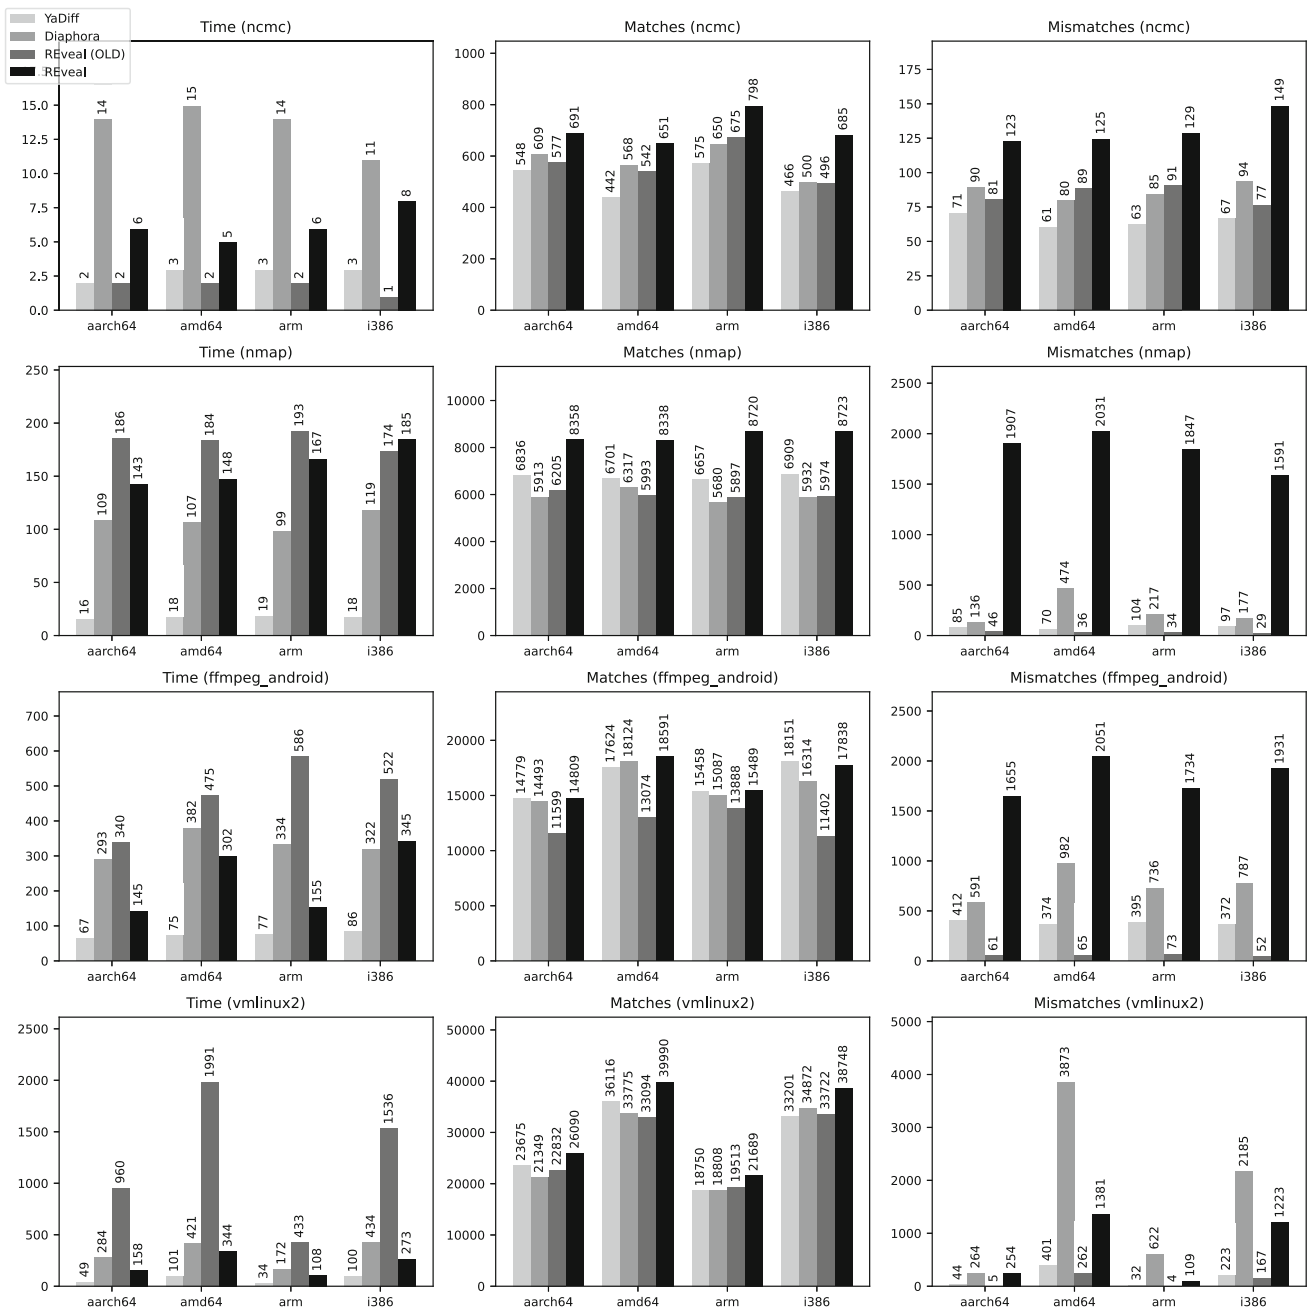 YaDiff
Diaphora
REveal (OLD)
REveal
Time (ncmc)
15.0
12.5
10.0
7.5
5.0
2.5
0.0
2 14 2 6
3 15 2 5
3 14 2 6
3 11 1 8
aarch64 amd64 arm i386
Matches (ncmc)
1000
800
600
400
200
0
548 609 577 691
442 568 542 651
575 650 675 798
466 500 496 685
aarch64 amd64 arm i386
Mismatches (ncmc)
175
150
125
100
75
50
25
0
71 90 81 123
61 80 89 125
63 85 91 129
67 94 77 149
aarch64 amd64 arm i386
Time (nmap)
250
200
150
100
50
0
16 109 186 143
18 107 184 148
19 99 193 167
18 119 174 185
aarch64 amd64 arm i386
Matches (nmap)
10000
8000
6000
4000
2000
0
6836 5913 6205 8358
6701 6317 5993 8338
6657 5680 5897 8720
6909 5932 5974 8723
aarch64 amd64 arm i386
Mismatches (nmap)
2500
2000
1500
1000
500
0
85 136 46 1907
70 474 36 2031
104 217 34 1847
97 177 29 1591
aarch64 amd64 arm i386
Time (ffmpeg_android)
700
600
500
400
300
200
100
0
67 293 340 145
75 382 475 302
77 334 586 155
86 322 522 345
aarch64 amd64 arm i386
Matches (ffmpeg_android)
20000
15000
10000
5000
0
14779 14493 11599 14809
17624 18124 13074 18591
15458 15087 13888 15489
18151 16314 11402 17838
aarch64 amd64 arm i386
Mismatches (ffmpeg_android)
2500
2000
1500
1000
500
0
412 591 61 1655
374 982 65 2051
395 736 73 1734
372 787 52 1931
aarch64 amd64 arm i386
Time (vmlinux2)
2500
2000
1500
1000
500
0
49 284 960 158
101 421 1991 344
34 172 433 108
100 434 1536 273
aarch64 amd64 arm i386
Matches (vmlinux2)
50000
40000
30000
20000
10000
0
23675 21349 22832 26090
36116 33775 33094 39990
18750 18808 19513 21689
33201 34872 33722 38748
aarch64 amd64 arm i386
Mismatches (vmlinux2)
5000
4000
3000
2000
1000
0
44 264 5 254
401 3873 262 1381
32 622 4 109
223 2185 167 1223
aarch64 amd64 arm i386